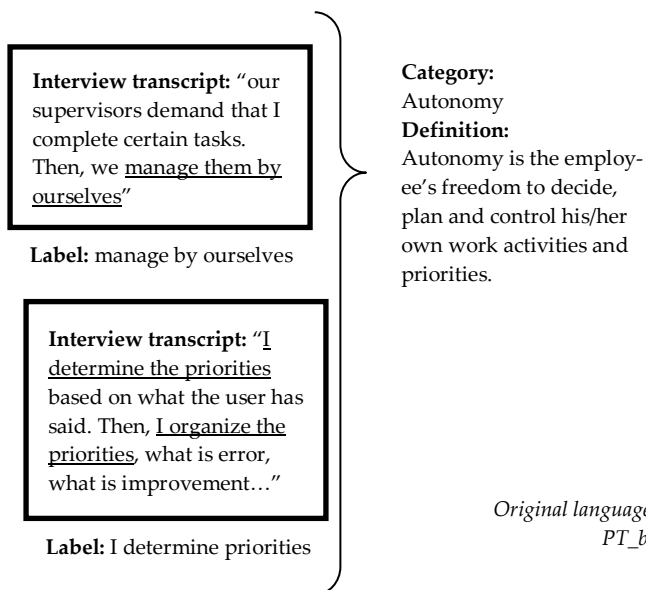 Interview transcript: “our
supervisors demand that I
complete certain tasks.
Then, we manage them by
ourselves”
Label: manage by ourselves
Interview transcript: “I
determine the priorities
based on what the user has
said. Then, I organize the
priorities, what is error,
what is improvement…”
Label: I determine priorities
Category:
Autonomy
Definition:
Autonomy is the employ-
ee’s freedom to decide,
plan and control his/her
own work activities and
priorities.
Original language
PT_b